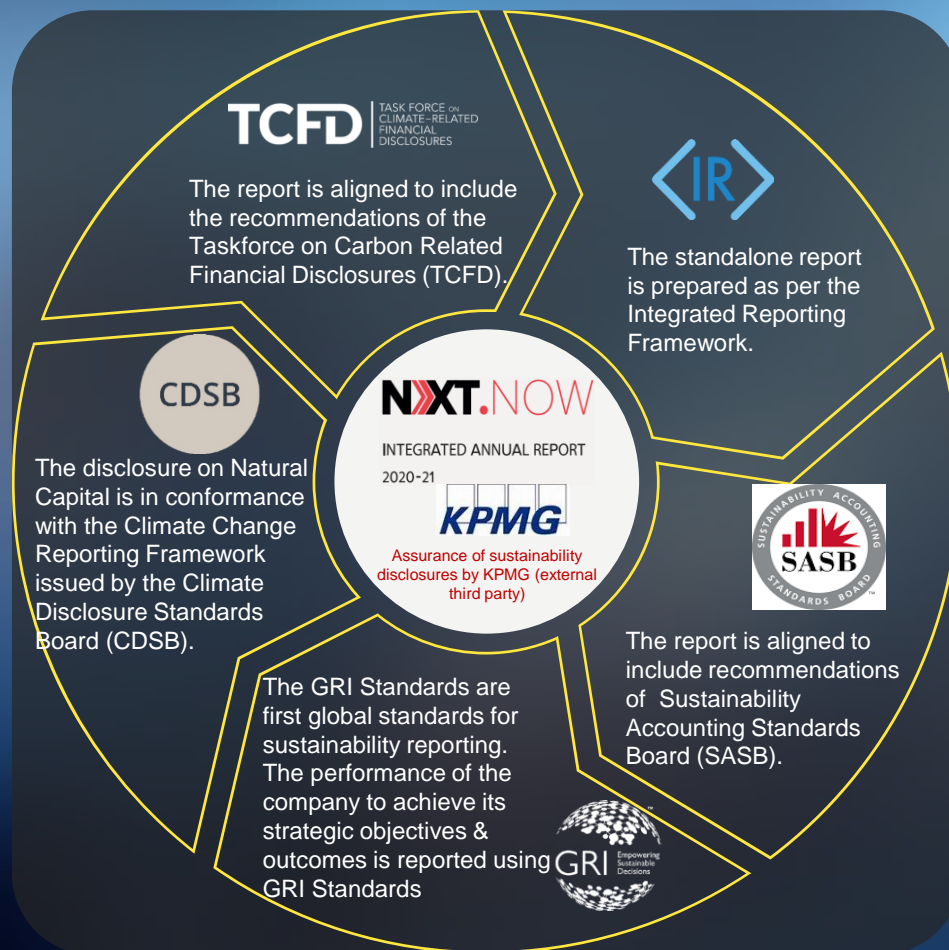 TCFD
TASK FORCE ON
CLIMATE-RELATED
FINANCIAL
DISCLOSURES
The report is aligned to include
the recommendations of the
Taskforce on Carbon Related
Financial Disclosures (TCFD).
<IR>
The standalone report
is prepared as per the
Integrated Reporting
Framework.
CDSB
The disclosure on Natural
Capital is in conformance
with the Climate Change
Reporting Framework
issued by the Climate
Disclosure Standards
Board (CDSB).
NXT.NOW
INTEGRATED ANNUAL REPORT
2020-21
KPMG
Assurance of sustainability
disclosures by KPMG (external
third party)
SUSTAINABILITY ACCOUNTING
SASB
STANDARDS BOARD
TM
The report is aligned to
include recommendations
of Sustainability
Accounting Standards
Board (SASB).
The GRI Standards are
first global standards for
sustainability reporting.
The performance of the
company to achieve its
strategic objectives &
outcomes is reported using
GRI Standards
TM
GRI
Empowering
Sustainable
Decisions